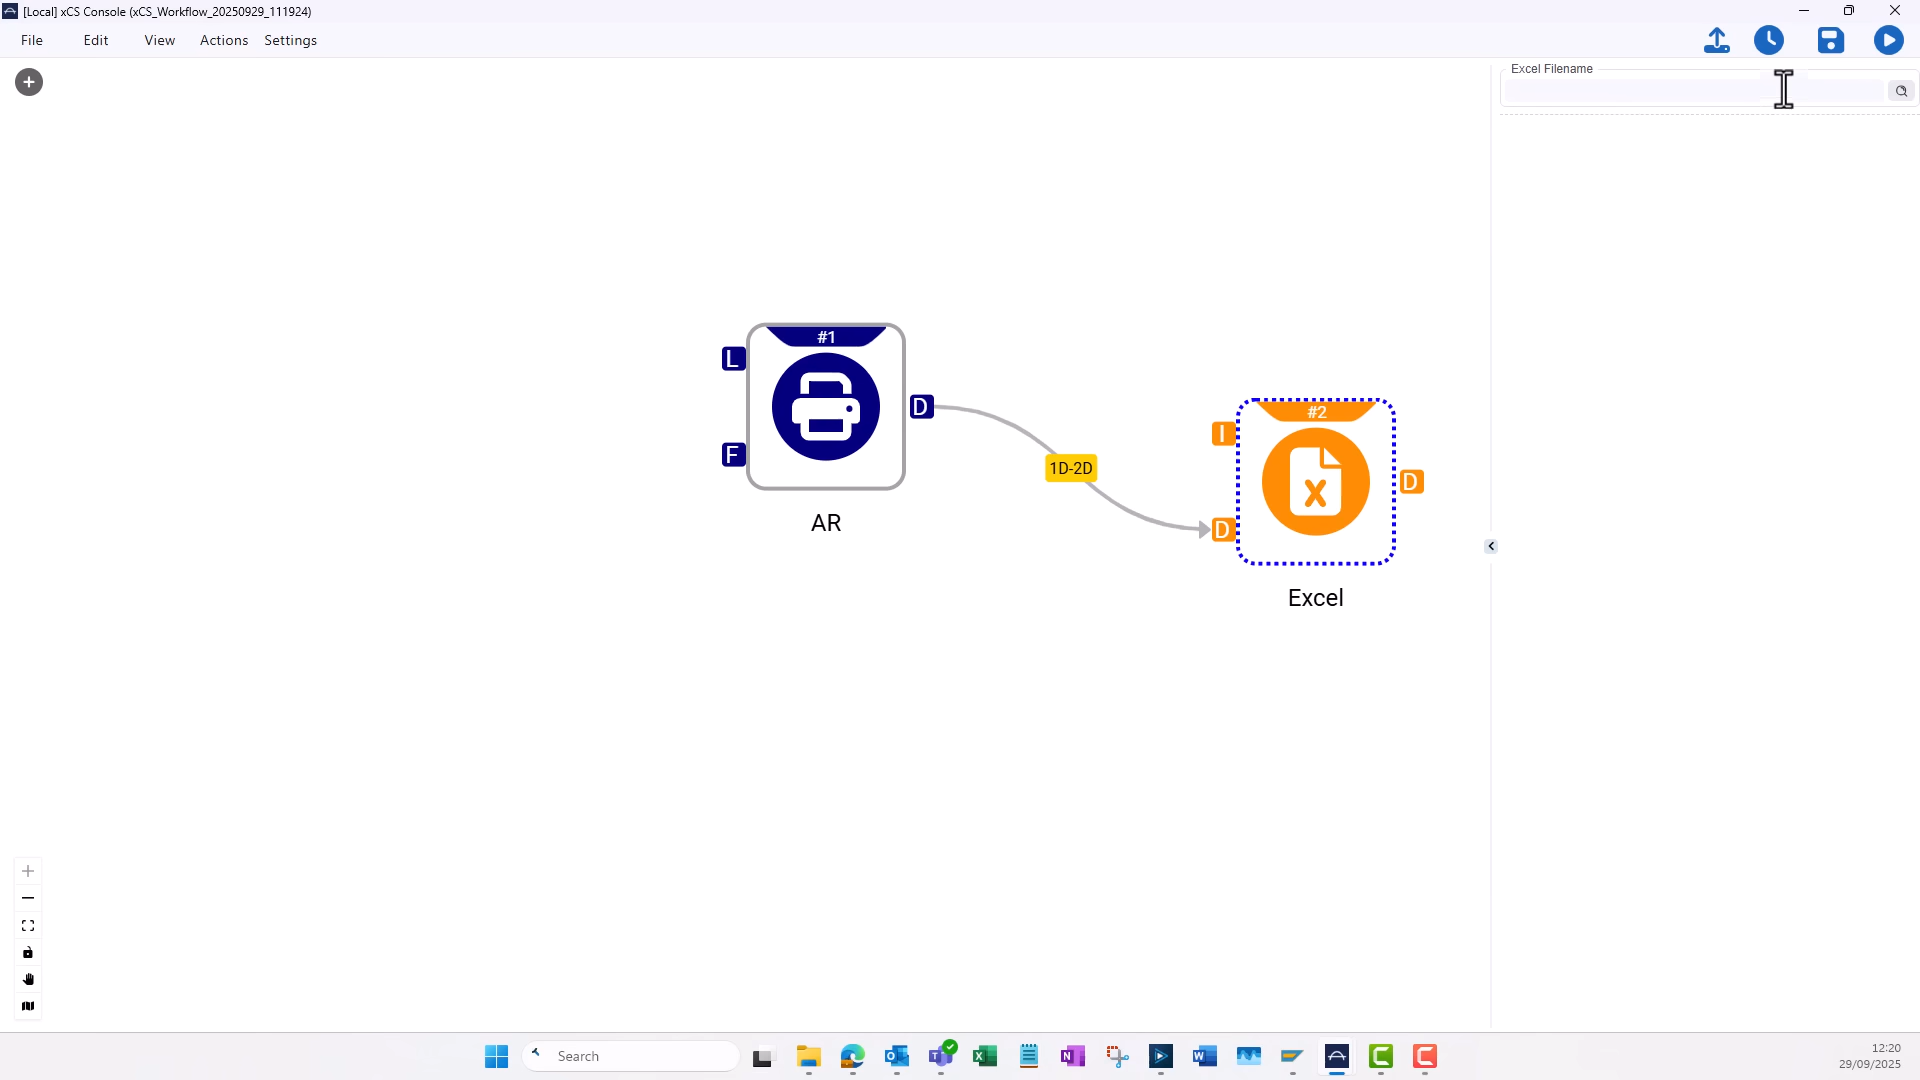 [Local] xCS Console (xCS_Workflow_20250929_111924)
File Edit View Actions Settings
Excel Filename
#1
L
D
F
AR
1D-2D
#2
I
D
D
Excel
Search
12:20
29/09/2025